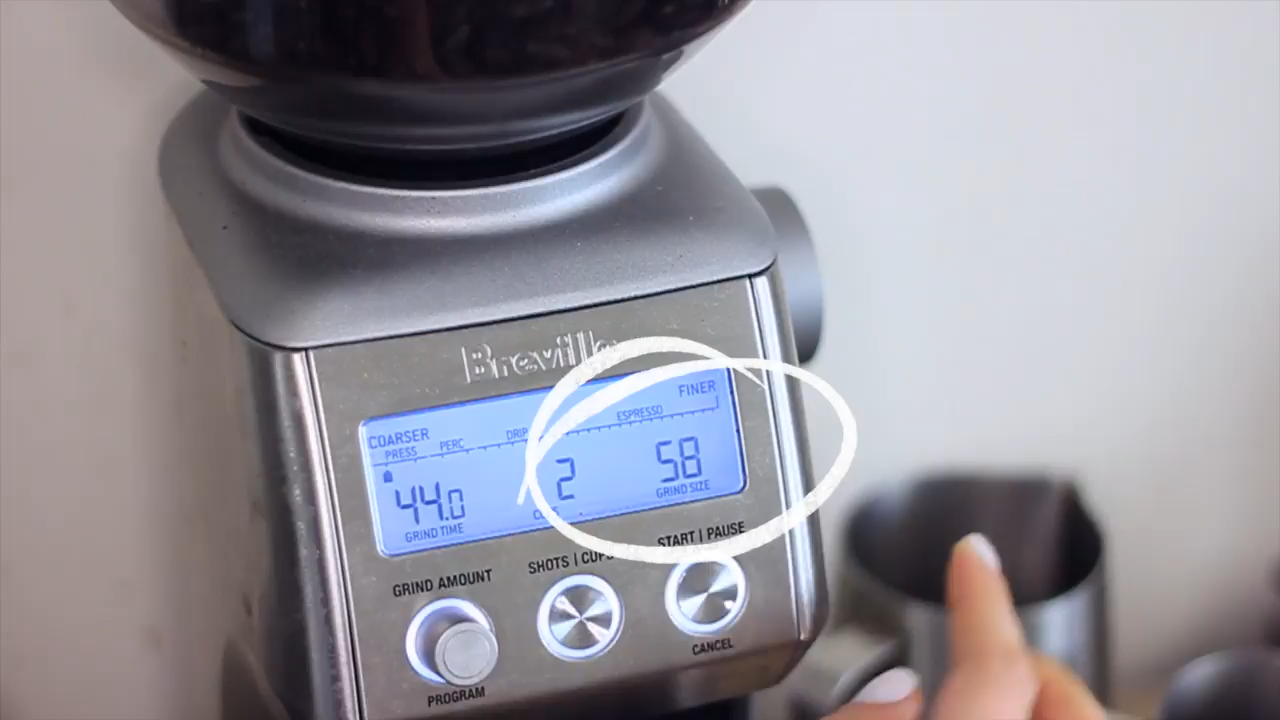 Breville
COARSER FINER
PRESS PERC DRIP ESPRESSO
44.0 2 58
GRIND TIME GRIND SIZE
GRIND AMOUNT SHOTS | CUPS START | PAUSE
PROGRAM CANCEL